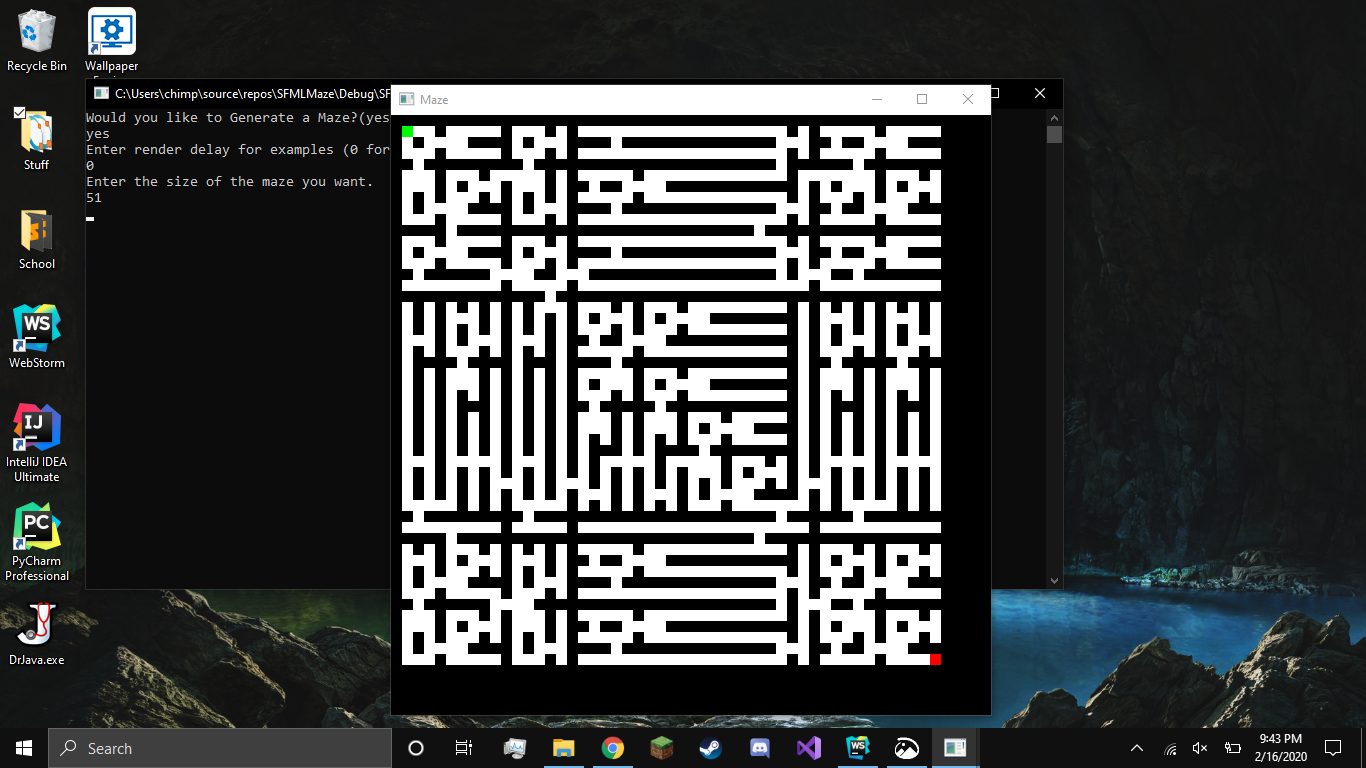 Recycle Bin
Wallpaper
Stuff
School
WS
WebStorm
IJ
IntelliJ IDEA
Ultimate
PC
PyCharm
Professional
DrJava.exe
C:\Users\chimp\source\repos\SFMLMaze\Debug\SF
Would you like to Generate a Maze?(yes
yes
Enter render delay for examples (0 for
0
Enter the size of the maze you want.
51
Maze
Search
WS
9:43 PM
2/16/2020